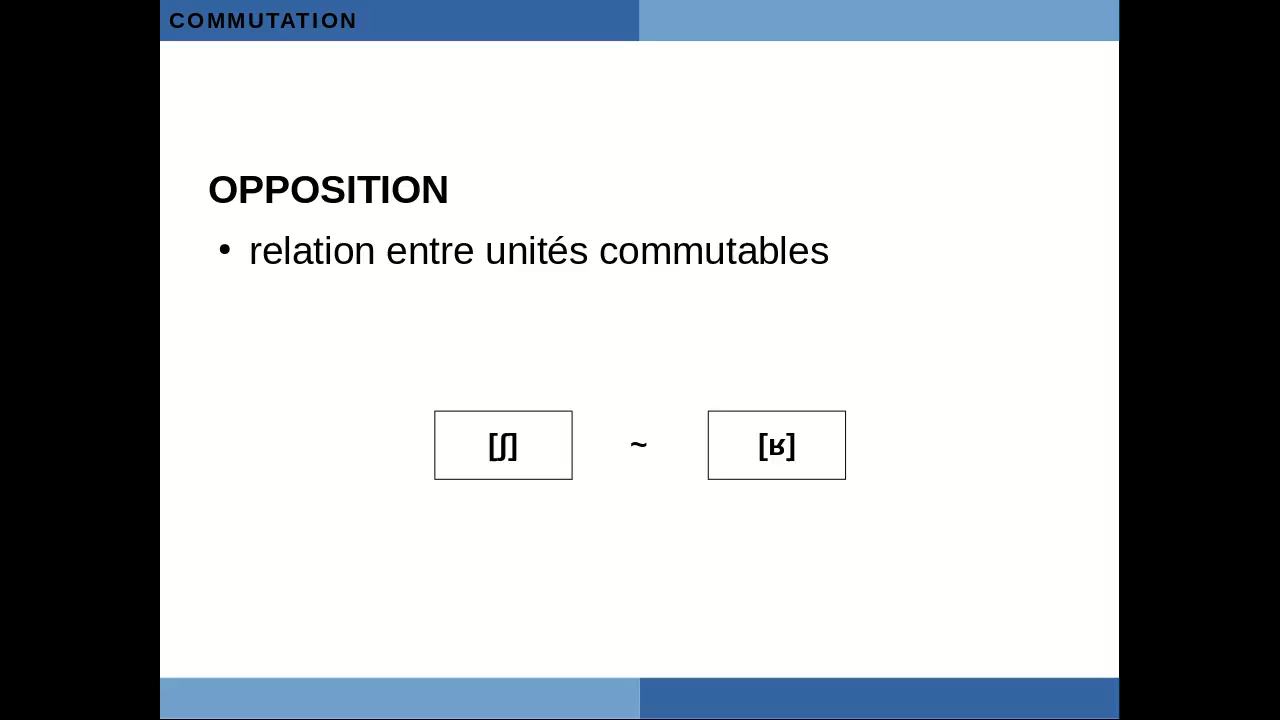 COMMUTATION
OPPOSITION
• relation entre unités commutables
[ʃ] ~ [ʁ]